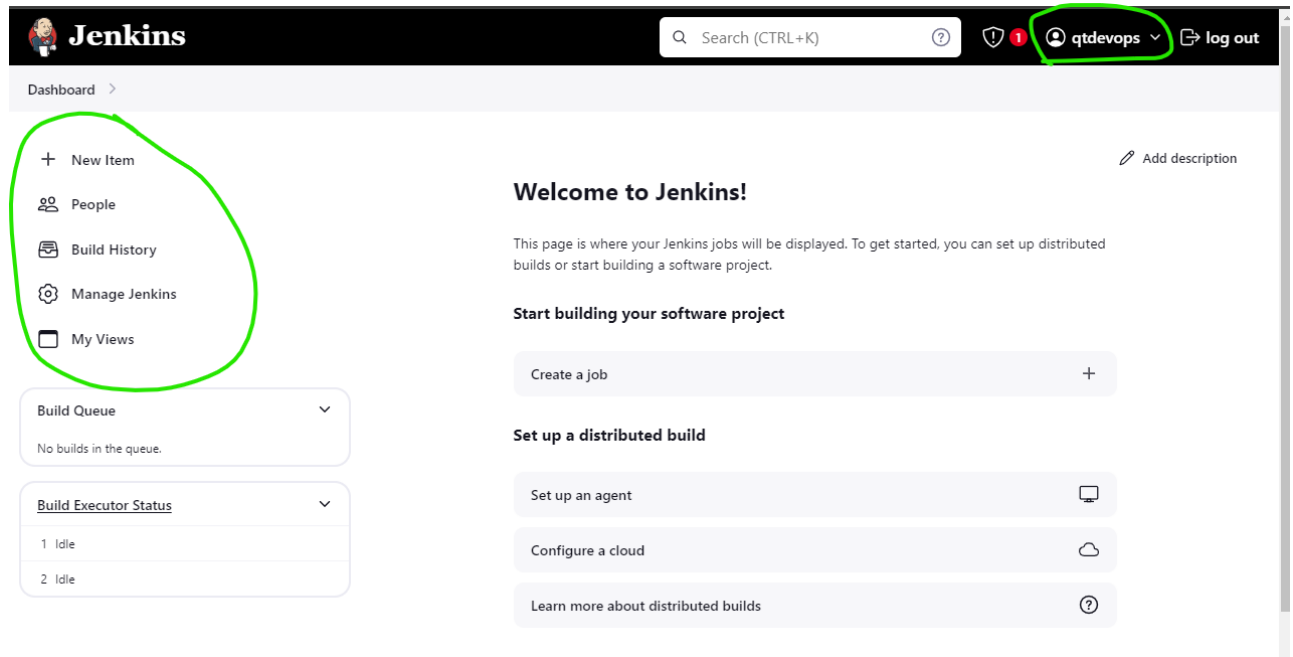 Jenkins
Search (CTRL+K)
1
qtdevops
log out
Dashboard
New Item
People
Build History
Manage Jenkins
My Views
Build Queue
No builds in the queue.
Build Executor Status
1 Idle
2 Idle
Add description
Welcome to Jenkins!
This page is where your Jenkins jobs will be displayed. To get started, you can set up distributed
builds or start building a software project.
Start building your software project
Create a job
Set up a distributed build
Set up an agent
Configure a cloud
Learn more about distributed builds